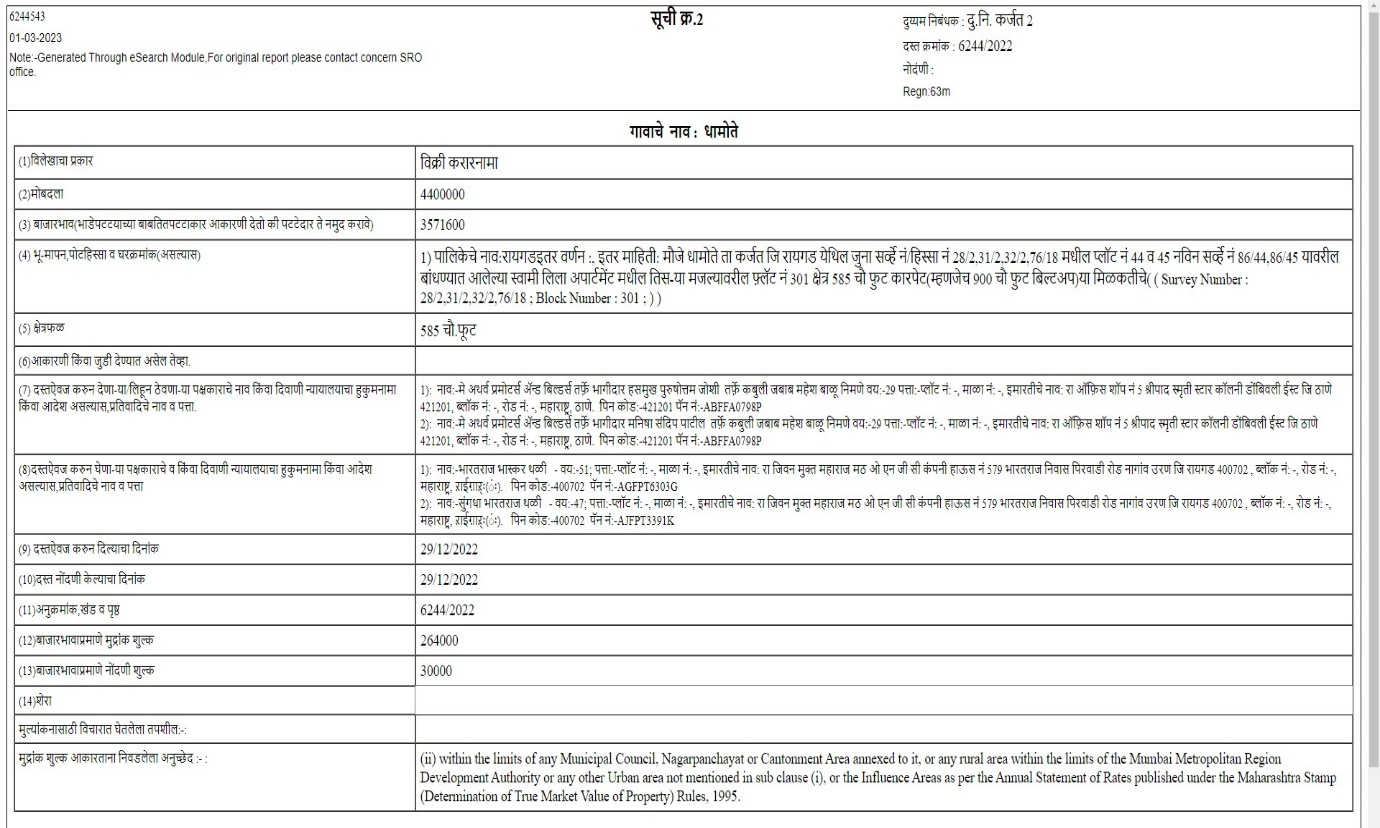 6244543
01-03-2023
Note:-Generated Through eSearch Module,For original report please contact concern SRO
office.
सूची क्र.2
दुय्यम निबंधक : दु.नि. कर्जत 2
दस्त क्रमांक : 6244/2022
नोदंणी :
Regn:63m
गावाचे नाव : धामोते
(1)विलेखाचा प्रकार
विक्री करारनामा
(2)मोबदला
4400000
(3) बाजारभाव(भाडेपटटयाच्या बाबतितपटटाकार आकारणी देतो की पटटेदार ते नमुद करावे)
3571600
(4) भू-मापन,पोटहिस्सा व घरक्रमांक(असल्यास)
1) पालिकेचे नाव:रायगडइतर वर्णन :, इतर माहिती: मौजे धामोते ता कर्जत जि रायगड येथिल जुना सर्व्हे नं/हिस्सा नं 28/2,31/2,32/2,76/18 मधील प्लॉट नं 44 व 45 नविन सर्व्हे नं 86/44,86/45 यावरील
बांधण्यात आलेल्या स्वामी लिला अपार्टमेंट मधील तिस-या मजल्यावरील फ़्लॅट नं 301 क्षेत्र 585 चौ फ़ुट कारपेट(म्हणजेच 900 चौ फ़ुट बिल्टअप)या मिळकतीचे( ( Survey Number :
28/2,31/2,32/2,76/18 ; Block Number : 301 ; ) )
(5) क्षेत्रफळ
585 चौ.फूट
(6)आकारणी किंवा जुडी देण्यात असेल तेव्हा.
(7) दस्तऐवज करुन देणा-या/लिहून ठेवणा-या पक्षकाराचे नाव किंवा दिवाणी न्यायालयाचा हुकुमनामा
किंवा आदेश असल्यास,प्रतिवादिचे नाव व पत्ता.
1): नाव:-मे अथर्व प्रमोटर्स ॲन्ड बिल्डर्स तर्फ़े भागीदार हसमुख पुरुषोत्तम जोशी तर्फ़े कबुली जबाब महेश बाळू निमणे वय:-29 पत्ता:-प्लॉट नं: -, माळा नं: -, इमारतीचे नाव: रा ऑफ़िस शॉप नं 5 श्रीपाद स्मृती स्टार कॉलनी डोंबिवली ईस्ट जि ठाणे
421201, ब्लॉक नं: -, रोड नं: -, महाराष्ट्र, ठाणे. पिन कोड:-421201 पॅन नं:-ABFFA0798P
2): नाव:-मे अथर्व प्रमोटर्स ॲन्ड बिल्डर्स तर्फ़े भागीदार मनिषा संदिप पाटील तर्फ़े कबुली जबाब महेश बाळू निमणे वय:-29 पत्ता:-प्लॉट नं: -, माळा नं: -, इमारतीचे नाव: रा ऑफ़िस शॉप नं 5 श्रीपाद स्मृती स्टार कॉलनी डोंबिवली ईस्ट जि ठाणे
421201, ब्लॉक नं: -, रोड नं: -, महाराष्ट्र, ठाणे. पिन कोड:-421201 पॅन नं:-ABFFA0798P
(8)दस्तऐवज करुन घेणा-या पक्षकाराचे व किंवा दिवाणी न्यायालयाचा हुकुमनामा किंवा आदेश
असल्यास,प्रतिवादिचे नाव व पत्ता
1): नाव:-भारतराज भास्कर थळी - वय:-51; पत्ता:-प्लॉट नं: -, माळा नं: -, इमारतीचे नाव: रा जिवन मुक्त महाराज मठ ओ एन जी सी कंपनी हाऊस नं 579 भारतराज निवास पिरवाडी रोड नागांव उरण जि रायगड 400702 , ब्लॉक नं: -, रोड नं: -,
महाराष्ट्र, पिन कोड:-400702 पॅन नं:-AGFPT6303G
2): नाव:-सुंगधा भारतराज थळी - वय:-47; पत्ता:-प्लॉट नं: -, माळा नं: -, इमारतीचे नाव: रा जिवन मुक्त महाराज मठ ओ एन जी सी कंपनी हाऊस नं 579 भारतराज निवास पिरवाडी रोड नागांव उरण जि रायगड 400702 , ब्लॉक नं: -, रोड नं: -,
महाराष्ट्र, पिन कोड:-400702 पॅन नं:-AJFPT3391K
(9) दस्तऐवज करुन दिल्याचा दिनांक
29/12/2022
(10)दस्त नोंदणी केल्याचा दिनांक
29/12/2022
(11)अनुक्रमांक,खंड व पृष्ठ
6244/2022
(12)बाजारभावाप्रमाणे मुद्रांक शुल्क
264000
(13)बाजारभावाप्रमाणे नोंदणी शुल्क
30000
(14)शेरा
मुल्यांकनासाठी विचारात घेतलेला तपशील:-:
मुद्रांक शुल्क आकारताना निवडलेला अनुच्छेद :- :
(ii) within the limits of any Municipal Council, Nagarpanchayat or Cantonment Area annexed to it, or any rural area within the limits of the Mumbai Metropolitan Region
Development Authority or any other Urban area not mentioned in sub clause (i), or the Influence Areas as per the Annual Statement of Rates published under the Maharashtra Stamp
(Determination of True Market Value of Property) Rules, 1995.